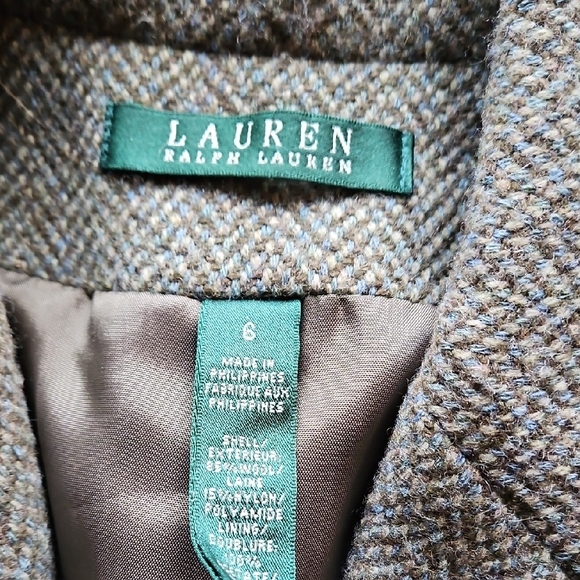 LAUREN
RALPH LAUREN
6
MADE IN
PHILIPPINES
FABRIQUE AUX
PHILIPPINES
SHELL/
EXTERIEUR:
85% WOOL/
LAINE
15% NYLON/
POLYAMIDE
LINING/
DOUBLURE:
100%